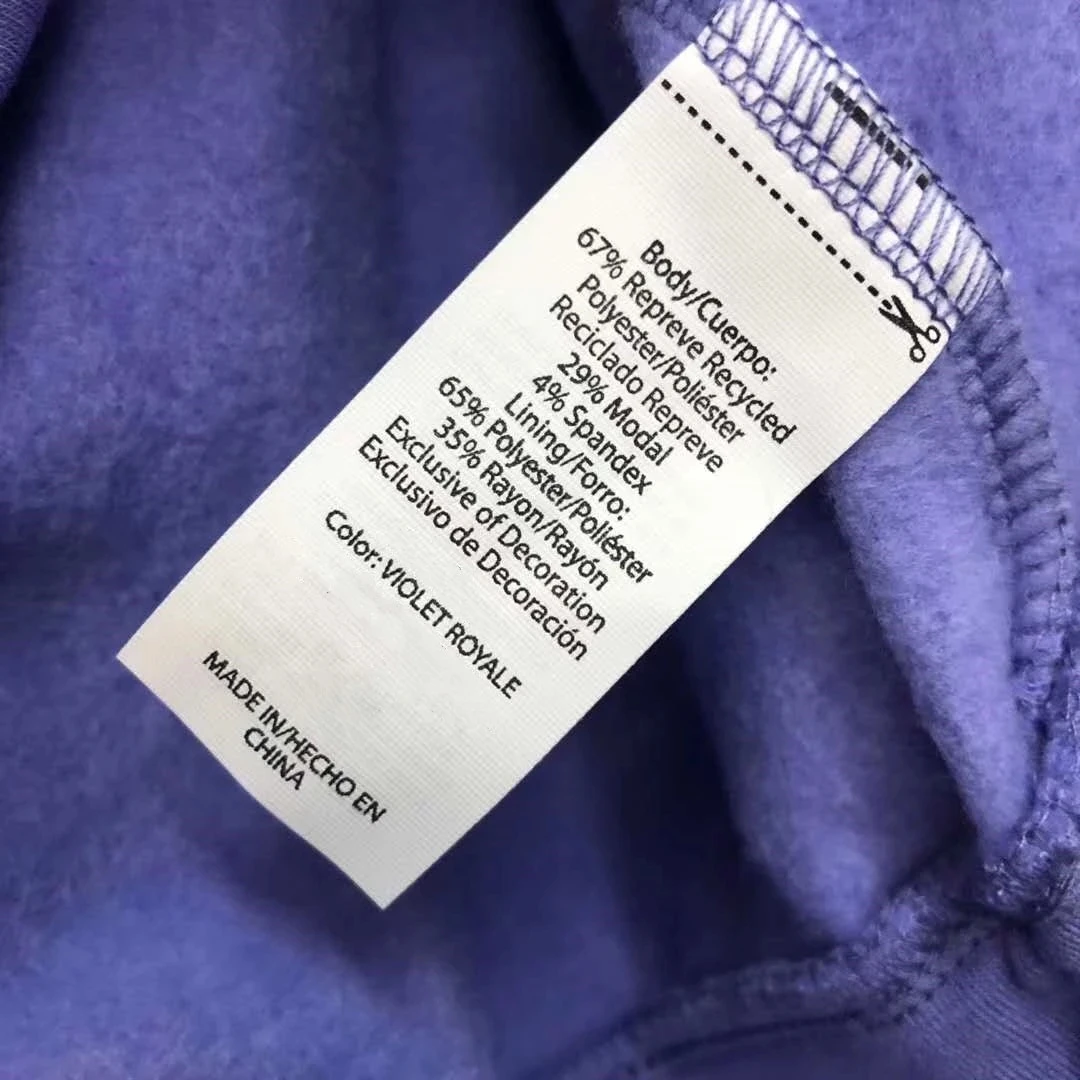 Body/Cuerpo:
67% Repreve Recycled
Polyester/Poliéster
Reciclado Repreve
29% Modal
4% Spandex
Lining/Forro:
65% Polyester/Poliéster
35% Rayon/Rayón
Exclusive of Decoration
Exclusivo de Decoración
Color: VIOLET ROYALE
MADE IN/HECHO EN
CHINA